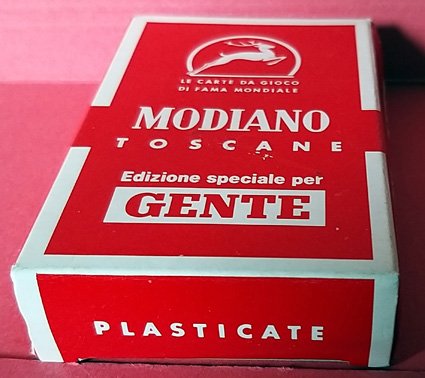 LE CARTE DA GIOCO
DI FAMA MONDIALE
MODIANO
TOSCANE
Edizione speciale per
GENTE
PLASTICATE